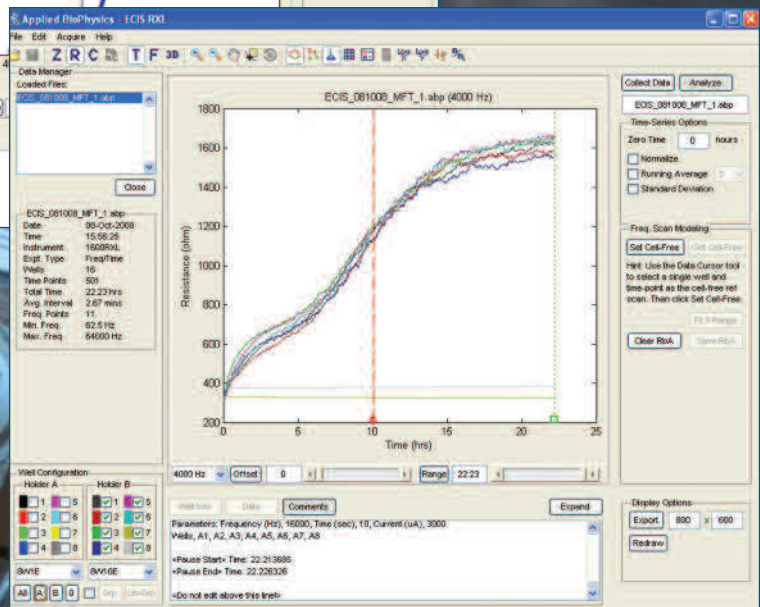 Applied BioPhysics - ECIS RXL
File Edit Acquire Help
Z R C T F 3D
Data Manager
Loaded Files:
ECIS_081008_MFT_1.abp
Close
ECIS_081008_MFT_1.abp
Date 08-Oct-2008
Time 15:56:25
Instrument 1600RXL
Expt. Type Freq/Time
Wells 16
Time Points 501
Total Time 22.23 hrs
Avg. Interval 2.67 mins
Freq. Points 11
Min. Freq 62.5 Hz
Max. Freq 64000 Hz
Well Configuration
Holder A Holder B
1 5 1 5
2 6 2 6
3 7 3 7
4 8 4 8
8W1E 8W10E
All A B 0 Grp Un-Grp
ECIS_081008_MFT_1.abp (4000 Hz)
1800
1600
1400
1200
1000
800
600
400
200
Resistance (ohm)
0 5 10 15 20 25
Time (hrs)
4000 Hz Offset 0 Range 22.23
Well Info Data Comments Expand
Parameters: Frequency (Hz), 16000, Time (sec), 10, Current (uA), 3000
Wells, A1, A2, A3, A4, A5, A6, A7, A8
<Pause Start> Time: 22.213685
<Pause End> Time: 22.226326
<Do not edit above this line!>
Collect Data Analyze
ECIS_081008_MFT_1.abp
Time-Series Options
Zero Time 0 hours
Normalize
Running Average 5
Standard Deviation
Freq. Scan Modeling
Set Cell-Free Get Cell-Free
Hint: Use the Data Cursor tool
to select a single well and
time-point as the cell-free ref
scan. Then click Set Cell-Free.
Fit T-Range
Clear RbA Save RbA
Display Options
Export 800 x 600
Redraw